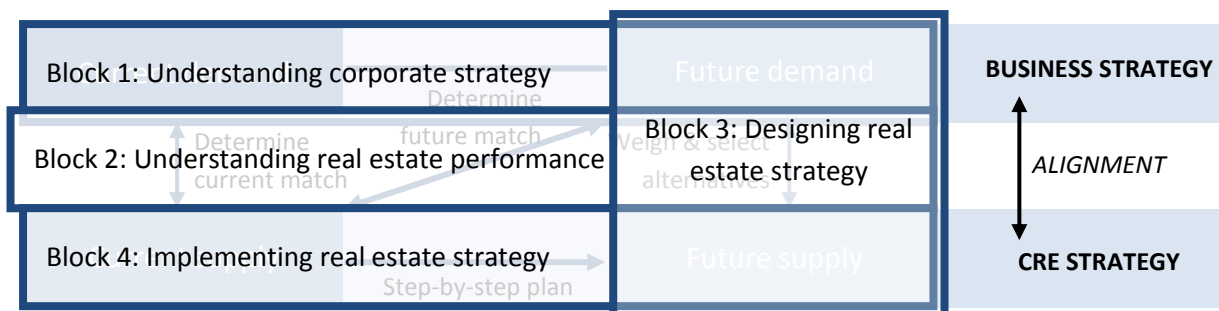 Block 1: Understanding corporate strategy
Future demand
BUSINESS STRATEGY
Determine
future match
Determine
current match
Block 2: Understanding real estate performance
Weigh & select
alternatives
Block 3: Designing real
estate strategy
ALIGNMENT
Block 4: Implementing real estate strategy
Future supply
CRE STRATEGY
Step-by-step plan